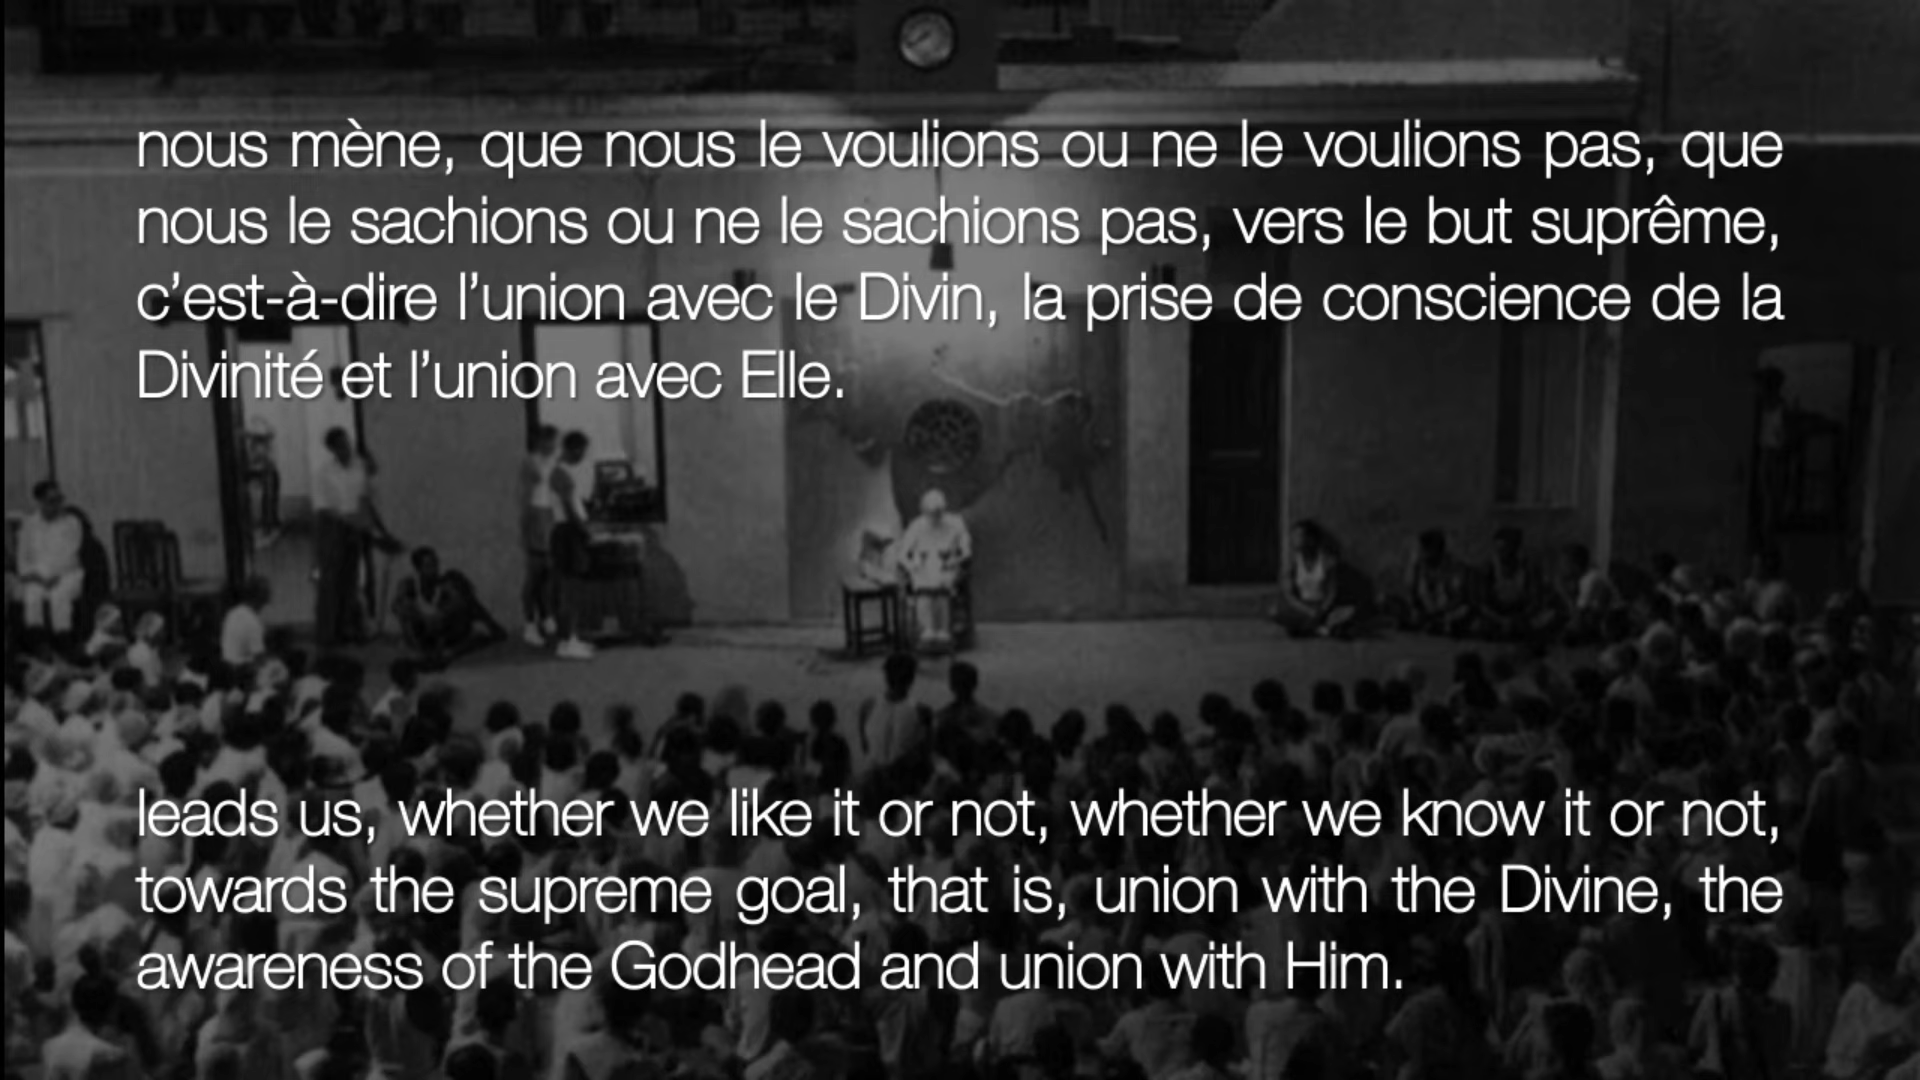 nous mène, que nous le voulions ou ne le voulions pas, que
nous le sachions ou ne le sachions pas, vers le but suprême,
c’est-à-dire l’union avec le Divin, la prise de conscience de la
Divinité et l’union avec Elle.
leads us, whether we like it or not, whether we know it or not,
towards the supreme goal, that is, union with the Divine, the
awareness of the Godhead and union with Him.